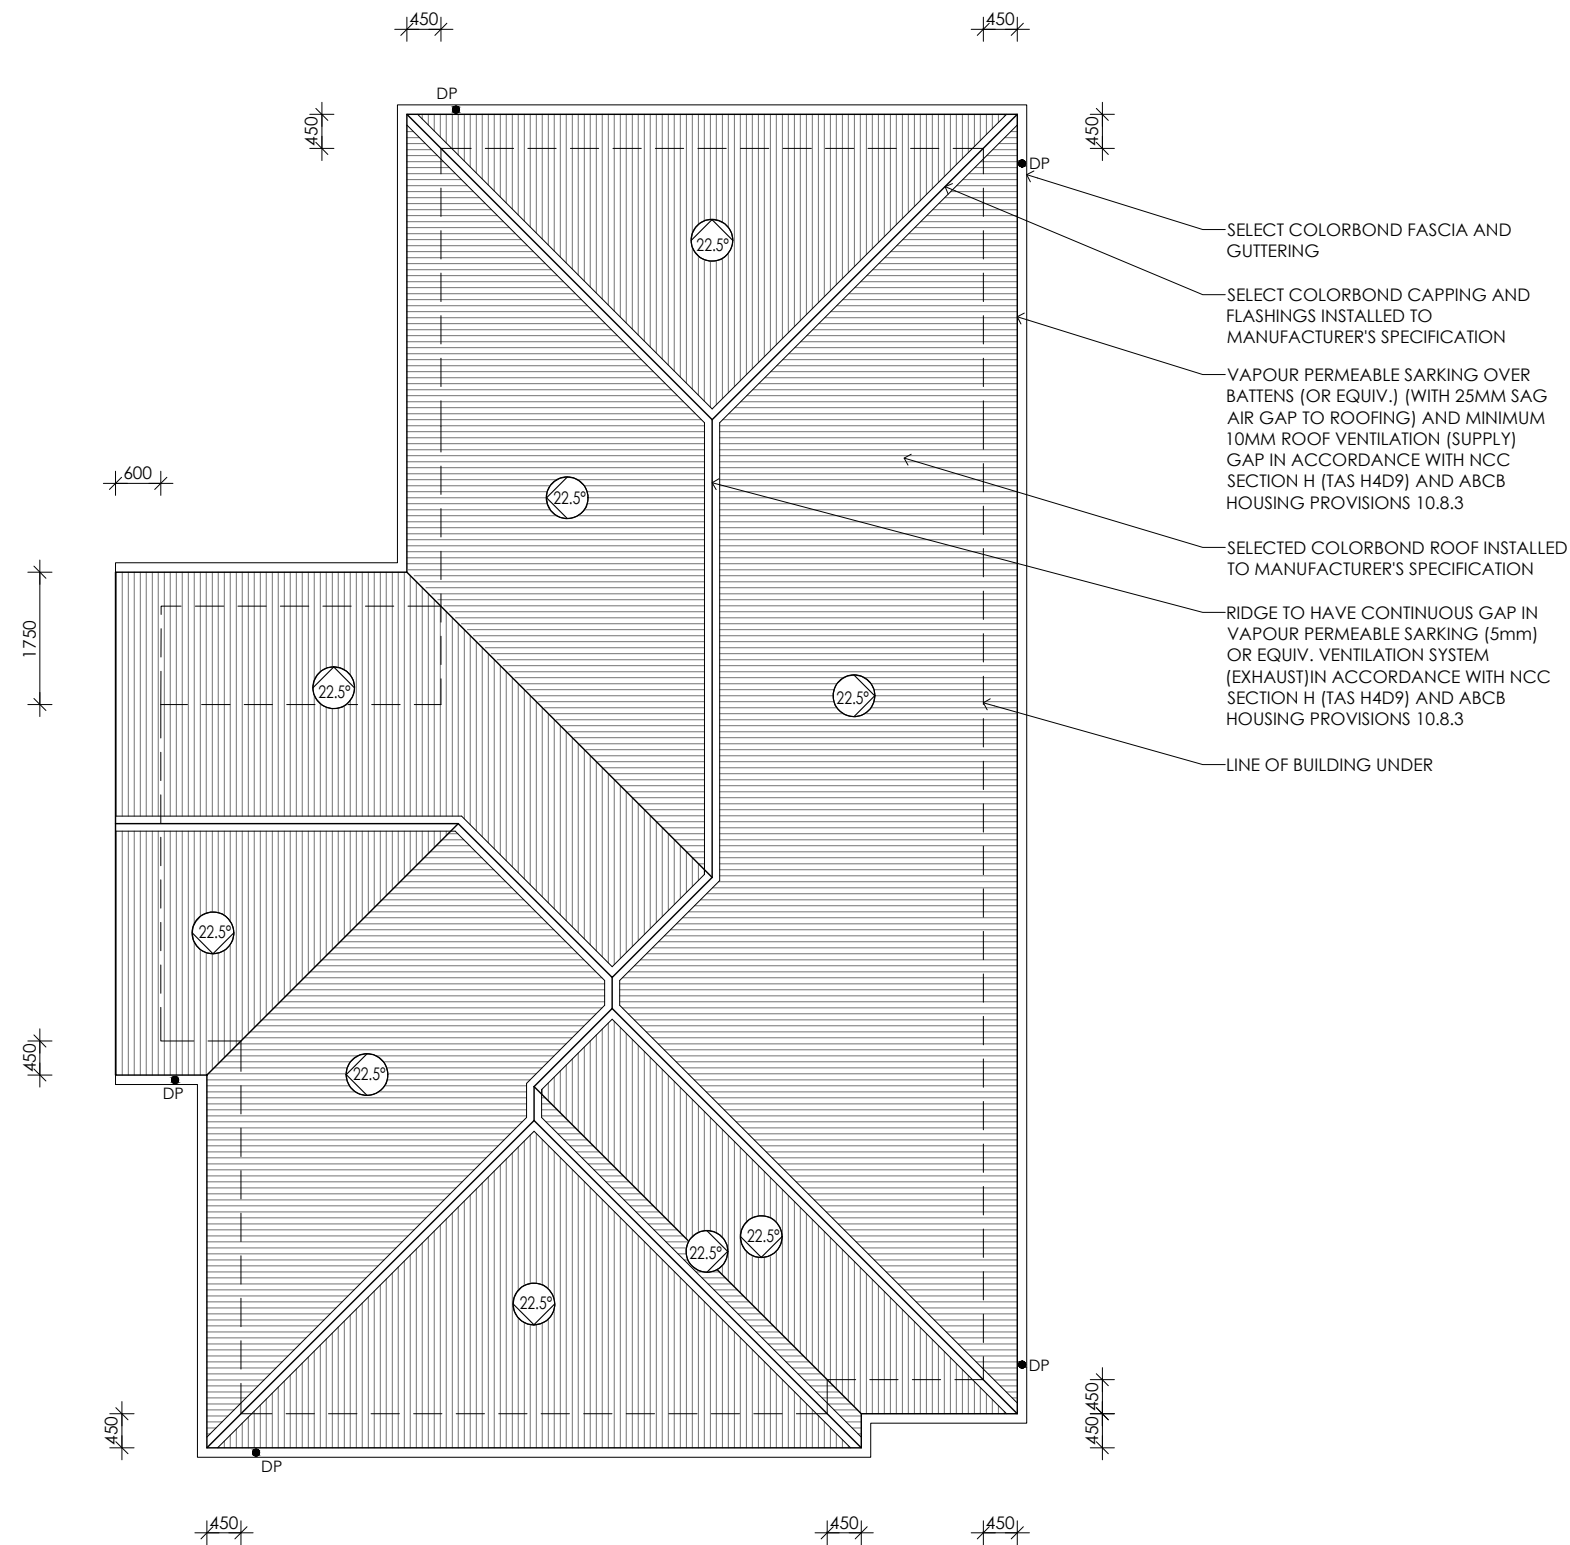 450
450
DP
450
450
DP
SELECT COLORBOND FASCIA AND
GUTTERING
22.5°
SELECT COLORBOND CAPPING AND
FLASHINGS INSTALLED TO
MANUFACTURER'S SPECIFICATION
VAPOUR PERMEABLE SARKING OVER
BATTENS (OR EQUIV.) (WITH 25MM SAG
AIR GAP TO ROOFING) AND MINIMUM
10MM ROOF VENTILATION (SUPPLY)
GAP IN ACCORDANCE WITH NCC
SECTION H (TAS H4D9) AND ABCB
HOUSING PROVISIONS 10.8.3
600
22.5°
SELECTED COLORBOND ROOF INSTALLED
TO MANUFACTURER'S SPECIFICATION
RIDGE TO HAVE CONTINUOUS GAP IN
VAPOUR PERMEABLE SARKING (5mm)
OR EQUIV. VENTILATION SYSTEM
(EXHAUST)IN ACCORDANCE WITH NCC
SECTION H (TAS H4D9) AND ABCB
HOUSING PROVISIONS 10.8.3
1750
22.5°
22.5°
LINE OF BUILDING UNDER
22.5°
450
22.5°
DP
22.5°
22.5°
22.5°
DP
450
450
450
DP
450
450
450